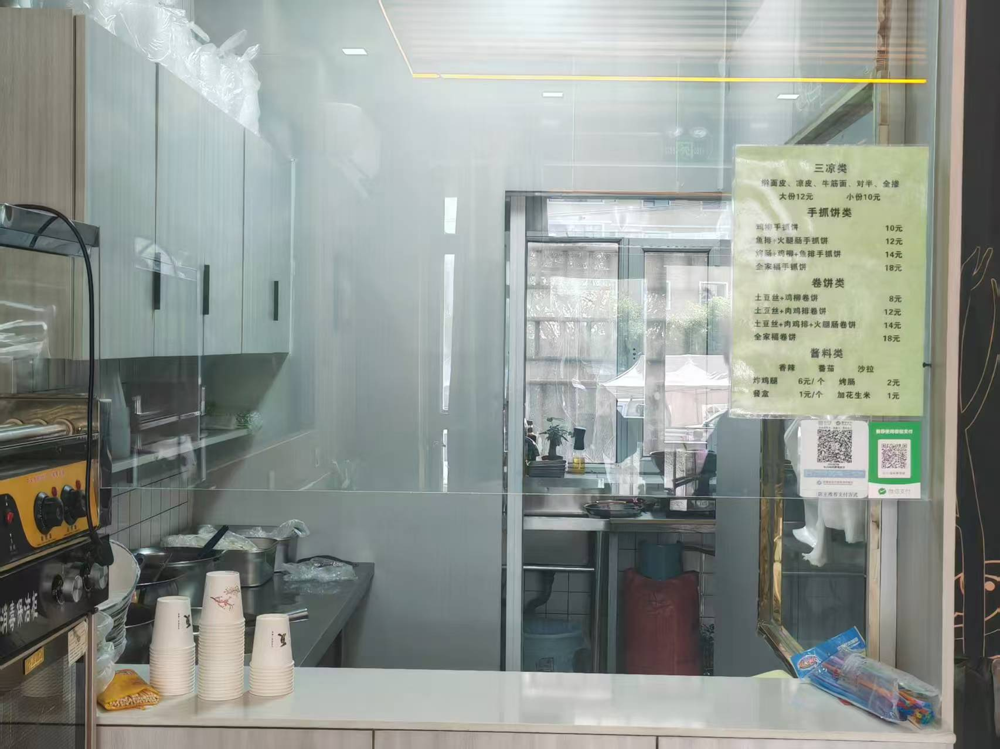 三凉类
擀面皮、凉皮、牛筋面、对半、全掺
大份12元 小份10元
手抓饼类
鸡柳手抓饼 10元
鱼排+火腿肠手抓饼 12元
烤肠+鸡柳+鱼排手抓饼 14元
全家福手抓饼 18元
卷饼类
土豆丝+鸡柳卷饼 8元
土豆丝+肉鸡排卷饼 12元
土豆丝+肉鸡排+火腿肠卷饼 14元
全家福卷饼 18元
酱料类
香辣 番茄 沙拉
炸鸡腿 6元/个 烤肠 2元
餐盒 1元/个 加花生米 1元
推荐使用微信支付
微信支付
店主推荐支付方式
消毒保洁柜